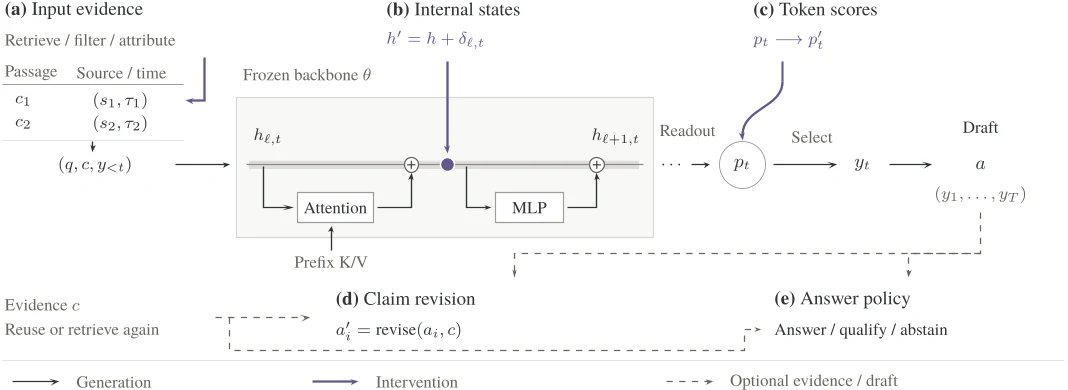 (a) Input evidence
Retrieve / filter / attribute
Passage Source / time
c₁ (s₁, τ₁)
c₂ (s₂, τ₂)
(q, c, y<t)
(b) Internal states
h′ = h + δℓ,t
Frozen backbone θ
hℓ,t
hℓ+1,t
Attention
MLP
Prefix K/V
(c) Token scores
pₜ ⟶ p′ₜ
Readout
· · ·
pₜ
Select
yₜ
Draft
a
(y₁, . . . , y_T)
Evidence c
Reuse or retrieve again
(d) Claim revision
a′ᵢ = revise(aᵢ, c)
(e) Answer policy
Answer / qualify / abstain
Generation
Intervention
Optional evidence / draft